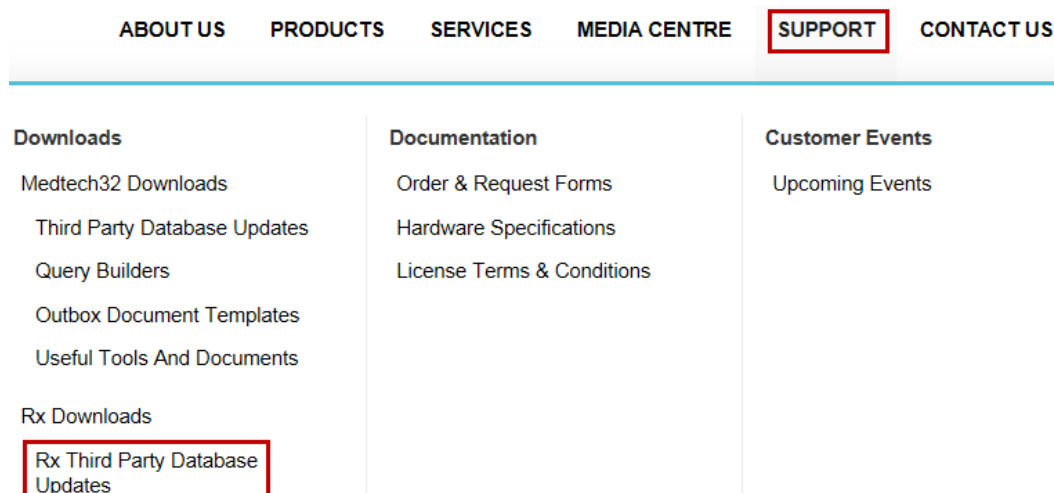 ABOUT US PRODUCTS SERVICES MEDIA CENTRE SUPPORT CONTACT US
Downloads
Medtech32 Downloads
Third Party Database Updates
Query Builders
Outbox Document Templates
Useful Tools And Documents
Rx Downloads
Rx Third Party Database
Updates
Documentation
Order & Request Forms
Hardware Specifications
License Terms & Conditions
Customer Events
Upcoming Events